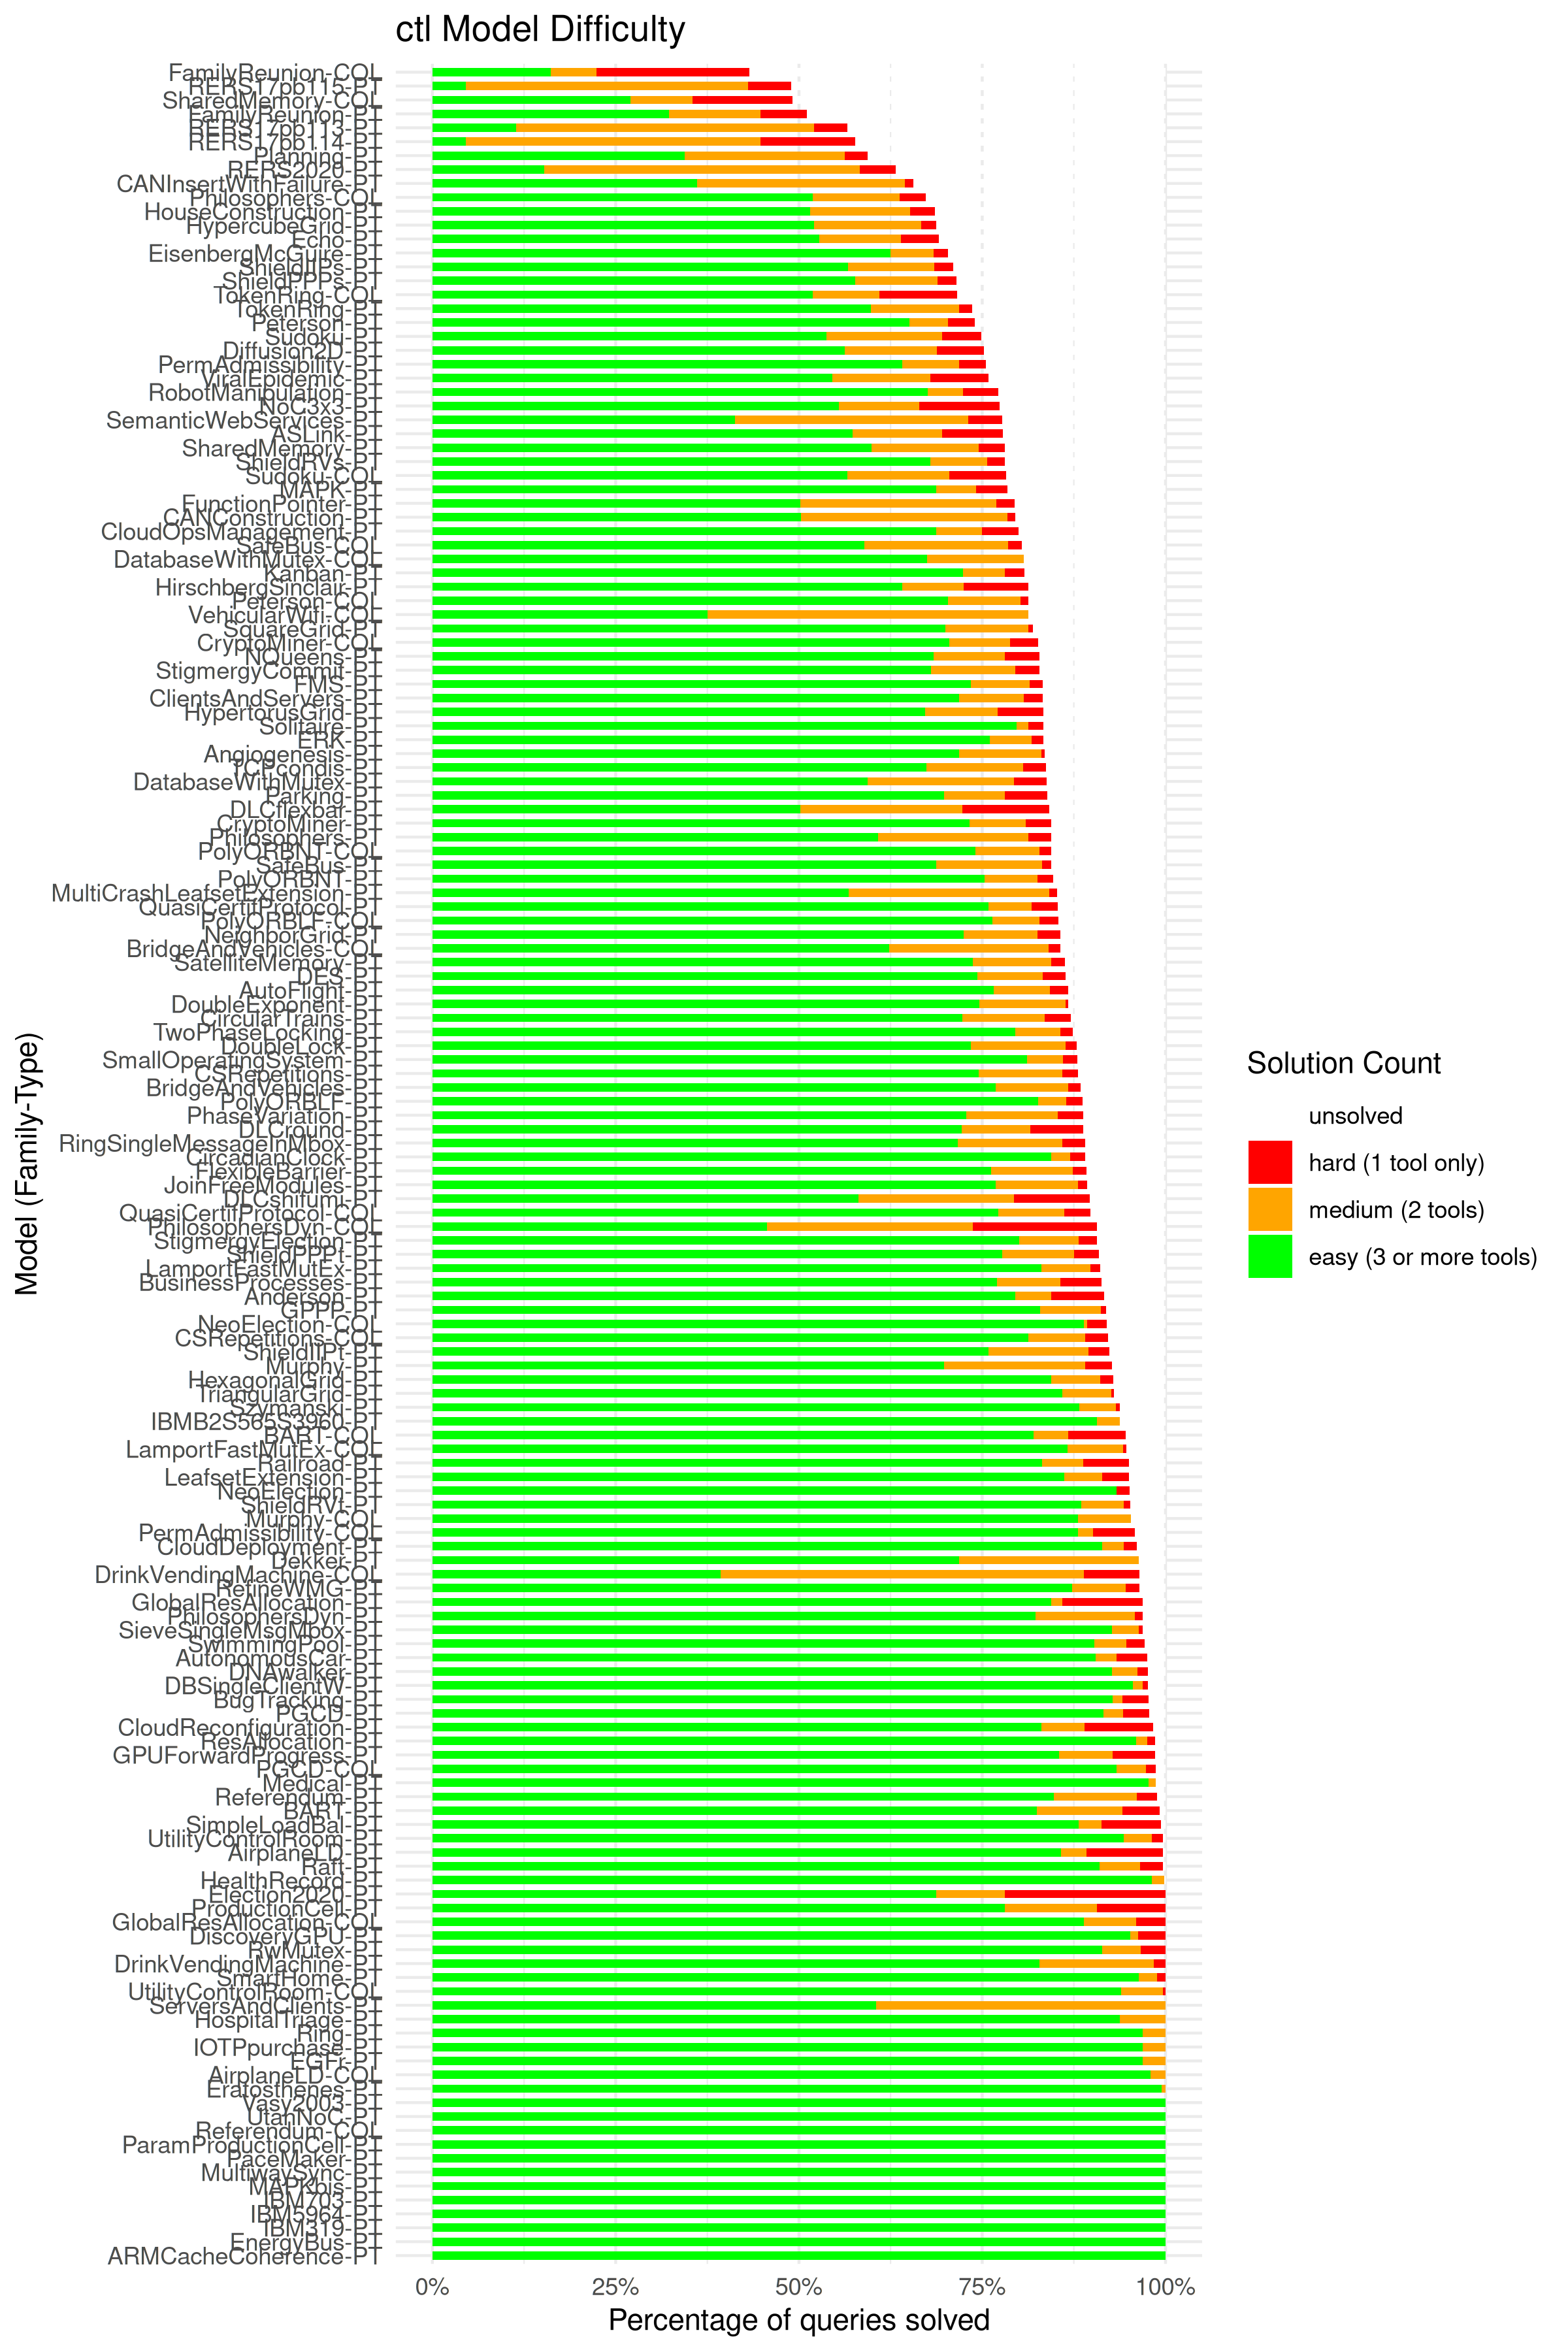 ctl Model Difficulty
FamilyReunion-COL
RERS17pb115-PT
SharedMemory-COL
FamilyReunion-PT
RERS17pb113-PT
RERS17pb114-PT
Planning-PT
RERS2020-PT
CANInsertWithFailure-PT
Philosophers-COL
HouseConstruction-PT
HypercubeGrid-PT
Echo-PT
EisenbergMcGuire-PT
ShieldIIPs-PT
ShieldPPPs-PT
TokenRing-COL
TokenRing-PT
Peterson-PT
Sudoku-PT
Diffusion2D-PT
PermAdmissibility-PT
ViralEpidemic-PT
RobotManipulation-PT
NoC3x3-PT
SemanticWebServices-PT
ASLink-PT
SharedMemory-PT
ShieldRVs-PT
Sudoku-COL
MAPK-PT
FunctionPointer-PT
CANConstruction-PT
CloudOpsManagement-PT
SafeBus-COL
DatabaseWithMutex-COL
Kanban-PT
HirschbergSinclair-PT
Peterson-COL
VehicularWifi-COL
SquareGrid-PT
CryptoMiner-COL
NQueens-PT
StigmergyCommit-PT
FMS-PT
ClientsAndServers-PT
HypertorusGrid-PT
Solitaire-PT
ERK-PT
Angiogenesis-PT
TCPcondis-PT
DatabaseWithMutex-PT
Parking-PT
DLCflexbar-PT
CryptoMiner-PT
Philosophers-PT
PolyORBNT-COL
SafeBus-PT
PolyORBNT-PT
MultiCrashLeafsetExtension-PT
QuasiCertifProtocol-PT
PolyORBLF-COL
NeighborGrid-PT
BridgeAndVehicles-COL
SatelliteMemory-PT
DES-PT
AutoFlight-PT
DoubleExponent-PT
CircularTrains-PT
TwoPhaseLocking-PT
DoubleLock-PT
SmallOperatingSystem-PT
CSRepetitions-PT
BridgeAndVehicles-PT
PolyORBLF-PT
PhaseVariation-PT
DLCround-PT
RingSingleMessageInMbox-PT
CircadianClock-PT
FlexibleBarrier-PT
JoinFreeModules-PT
DLCshifumi-PT
QuasiCertifProtocol-COL
PhilosophersDyn-COL
StigmergyElection-PT
ShieldPPPt-PT
LamportFastMutEx-PT
BusinessProcesses-PT
Anderson-PT
GPPP-PT
NeoElection-COL
CSRepetitions-COL
ShieldIIPt-PT
Murphy-PT
HexagonalGrid-PT
TriangularGrid-PT
Szymanski-PT
IBMB2S565S3960-PT
BART-COL
LamportFastMutEx-COL
Railroad-PT
LeafsetExtension-PT
NeoElection-PT
ShieldRVt-PT
Murphy-COL
PermAdmissibility-COL
CloudDeployment-PT
Dekker-PT
DrinkVendingMachine-COL
RefineWMG-PT
GlobalResAllocation-PT
PhilosophersDyn-PT
SieveSingleMsgMbox-PT
SwimmingPool-PT
AutonomousCar-PT
DNAwalker-PT
DBSingleClientW-PT
BugTracking-PT
PGCD-PT
CloudReconfiguration-PT
ResAllocation-PT
GPUForwardProgress-PT
PGCD-COL
Medical-PT
Referendum-PT
BART-PT
SimpleLoadBal-PT
UtilityControlRoom-PT
AirplaneLD-PT
Raft-PT
HealthRecord-PT
Election2020-PT
ProductionCell-PT
GlobalResAllocation-COL
DiscoveryGPU-PT
RwMutex-PT
DrinkVendingMachine-PT
SmartHome-PT
UtilityControlRoom-COL
ServersAndClients-PT
HospitalTriage-PT
Ring-PT
IOTPpurchase-PT
EGFr-PT
AirplaneLD-COL
Eratosthenes-PT
Vasy2003-PT
UtahNoC-PT
Referendum-COL
ParamProductionCell-PT
PaceMaker-PT
MultiwaySync-PT
MAPKbis-PT
IBM703-PT
IBM5964-PT
IBM319-PT
EnergyBus-PT
ARMCacheCoherence-PT
0% 25% 50% 75% 100%
Percentage of queries solved
Model (Family-Type)
Solution Count
unsolved
hard (1 tool only)
medium (2 tools)
easy (3 or more tools)